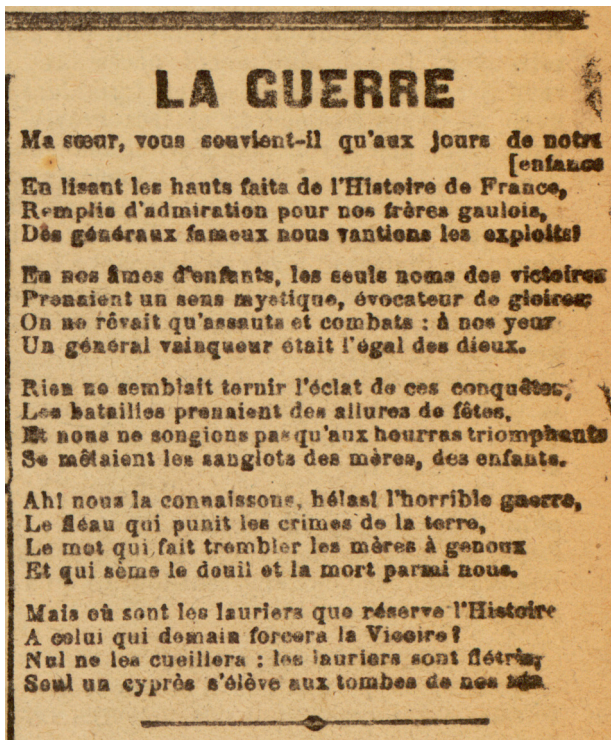 LA GUERRE
Ma sœur, vous souvient-il qu'aux jours de notre
[enfance
En lisant les hauts faits de l'Histoire de France,
Remplis d'admiration pour nos frères gaulois,
Des généraux fameux nous vantions les exploits!
En nos âmes d'enfants, les seuls noms des victoires
Prenaient un sens mystique, évocateur de gloires;
On ne rêvait qu'assauts et combats : à nos yeux
Un général vainqueur était l'égal des dieux.
Rien ne semblait ternir l'éclat de ces conquêtes,
Les batailles prenaient des allures de fêtes,
Et nous ne songions pas qu'aux hourras triomphants
Se mêlaient les sanglots des mères, des enfants.
Ah! nous la connaissons, hélas! l'horrible guerre,
Le fléau qui punit les crimes de la terre,
Le mot qui fait trembler les mères à genoux
Et qui sème le deuil et la mort parmi nous.
Mais où sont les lauriers que réserve l'Histoire
A celui qui demain forcera la Vicoire?
Nul ne les cueillera : les lauriers sont flétris;
Seul un cyprès s'élève aux tombes de nos